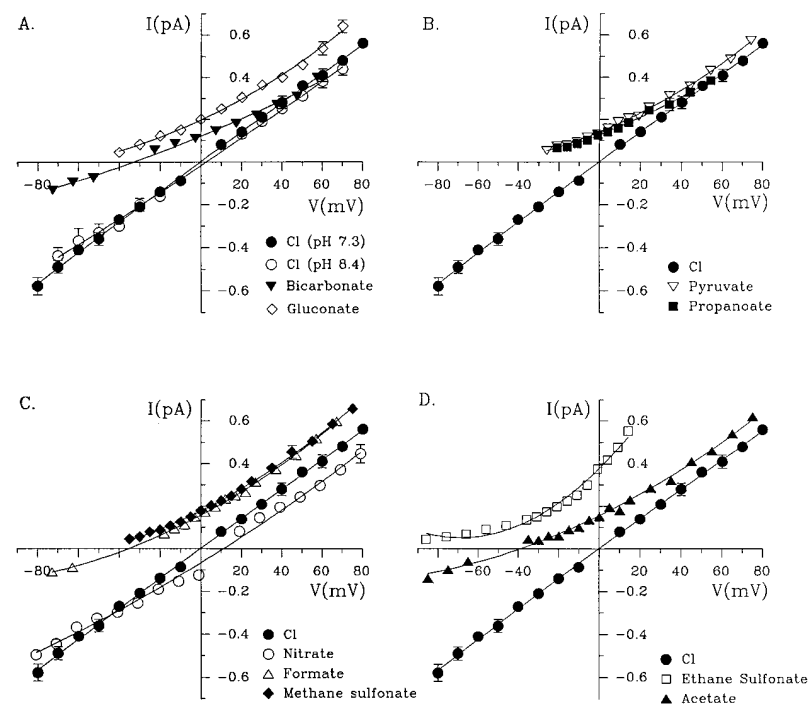 A.
I(pA)
0.6
0.4
-80
20 40 60 80
V(mV)
-0.2
-0.4
-0.6
Cl (pH 7.3)
Cl (pH 8.4)
Bicarbonate
Gluconate
B.
I(pA)
0.6
0.4
-80 -60 -40 -20
20 40 60 80
V(mV)
-0.2
-0.4
-0.6
Cl
Pyruvate
Propanoate
C.
I(pA)
0.6
0.4
-80
20 40 60 80
V(mV)
-0.2
-0.4
-0.6
Cl
Nitrate
Formate
Methane sulfonate
D.
I(pA)
0.6
0.4
-80 -60 -40 -20
20 40 60 80
V(mV)
-0.2
-0.4
-0.6
Cl
Ethane Sulfonate
Acetate